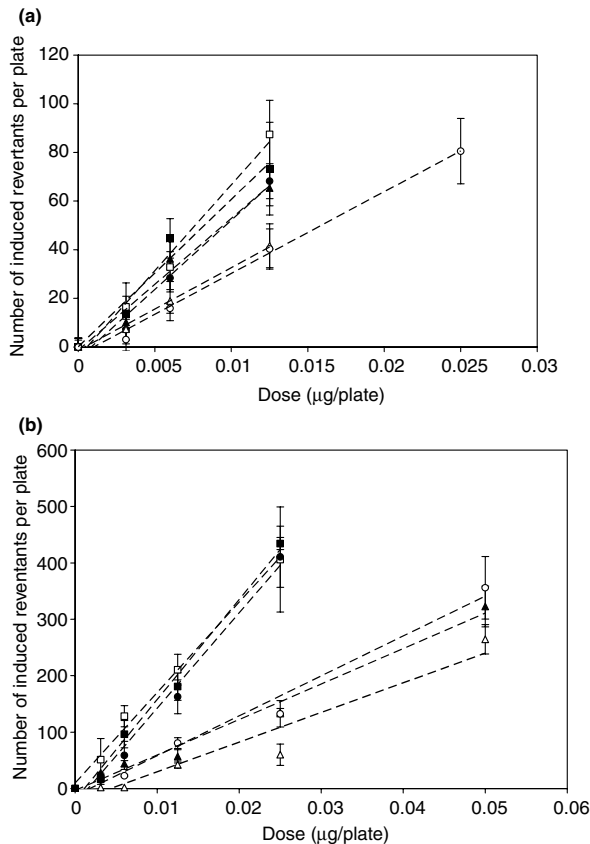 (a)
Number of induced revertants per plate
120
100
80
60
40
20
0
0 0.005 0.01 0.015 0.02 0.025 0.03
Dose (µg/plate)
(b)
Number of induced revertants per plate
600
500
400
300
200
100
0
0 0.01 0.02 0.03 0.04 0.05 0.06
Dose (µg/plate)